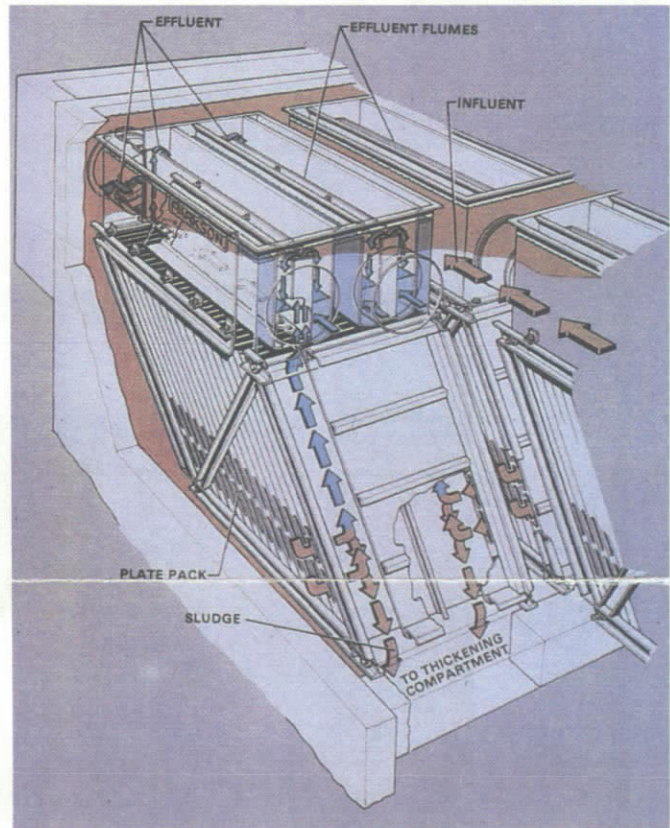 EFFLUENT
EFFLUENT FLUMES
INFLUENT
PLATE PACK
SLUDGE
TO THICKENING
COMPARTMENT